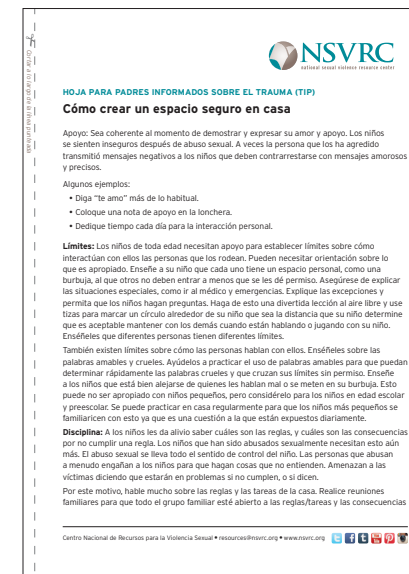 NSVRC
national sexual violence resource center
Cortar a lo largo de la línea punteada
HOJA PARA PADRES INFORMADOS SOBRE EL TRAUMA (TIP)
Cómo crear un espacio seguro en casa
Apoyo: Sea coherente al momento de demostrar y expresar su amor y apoyo. Los niños
se sienten inseguros después de abuso sexual. A veces la persona que los ha agredido
transmitió mensajes negativos a los niños que deben contrarrestarse con mensajes amorosos
y precisos.
Algunos ejemplos:
• Diga “te amo” más de lo habitual.
• Coloque una nota de apoyo en la lonchera.
• Dedique tiempo cada día para la interacción personal.
Límites: Los niños de toda edad necesitan apoyo para establecer límites sobre cómo
interactúan con ellos las personas que los rodean. Pueden necesitar orientación sobre lo
que es apropiado. Enseñe a su niño que cada uno tiene un espacio personal, como una
burbuja, al que otros no deben entrar a menos que se les dé permiso. Asegúrese de explicar
las situaciones especiales, como ir al médico y emergencias. Explique las excepciones y
permita que los niños hagan preguntas. Haga de esto una divertida lección al aire libre y use
tizas para marcar un círculo alrededor de su niño que sea la distancia que su niño determine
que es aceptable mantener con los demás cuando están hablando o jugando con su niño.
Enséñeles que diferentes personas tienen diferentes límites.
También existen límites sobre cómo las personas hablan con ellos. Enséñeles sobre las
palabras amables y crueles. Ayúdelos a practicar el uso de palabras amables para que puedan
determinar rápidamente las palabras crueles y que cruzan sus límites sin permiso. Enseñe
a los niños que está bien alejarse de quienes les hablan mal o se meten en su burbuja. Esto
puede no ser apropiado con niños pequeños, pero considérelo para los niños en edad escolar
y preescolar. Se puede practicar en casa regularmente para que los niños más pequeños se
familiaricen con esto ya que es una cuestión a la que están expuestos diariamente.
Disciplina: A los niños les da alivio saber cuáles son las reglas, y cuáles son las consecuencias
por no cumplir una regla. Los niños que han sido abusados sexualmente necesitan esto aún
más. El abuso sexual se lleva todo el sentido de control del niño. Las personas que abusan
a menudo engañan a los niños para que hagan cosas que no entienden. Amenazan a las
víctimas diciendo que estarán en problemas si no cumplen, o si dicen.
Por este motivo, hable mucho sobre las reglas y las tareas de la casa. Realice reuniones
familiares para que todo el grupo familiar esté abierto a las reglas/tareas y las consecuencias
Centro Nacional de Recursos para la Violencia Sexual • resources@nsvrc.org • www.nsvrc.org